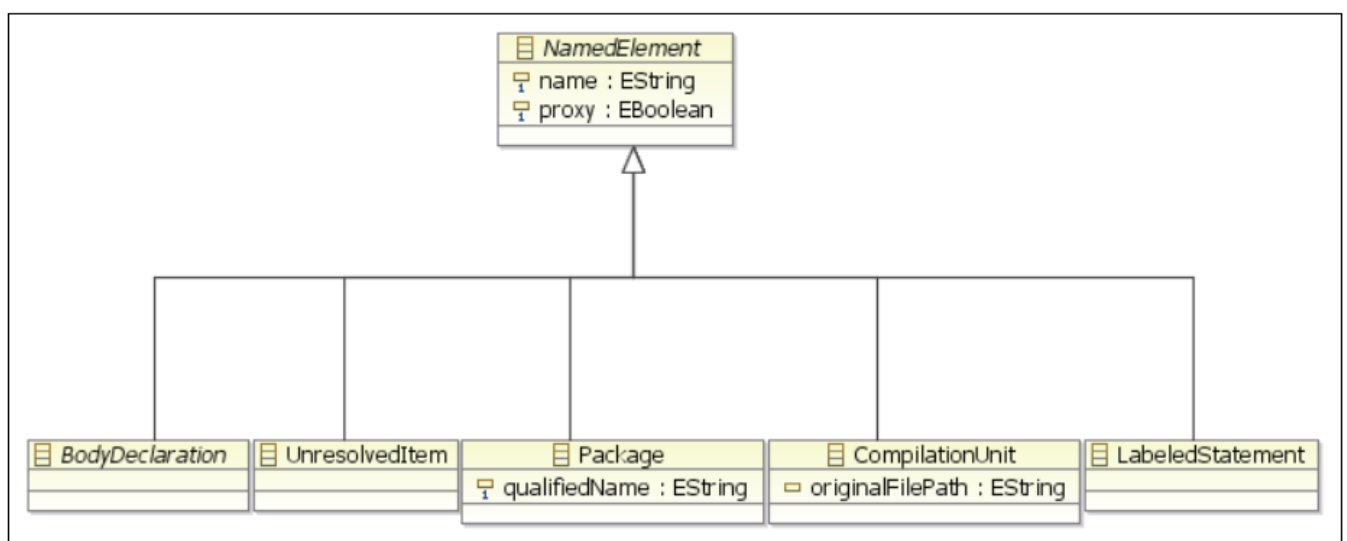 NamedElement
name : EString
proxy : EBoolean
BodyDeclaration
UnresolvedItem
Package
qualifiedName : EString
CompilationUnit
originalFilePath : EString
LabeledStatement